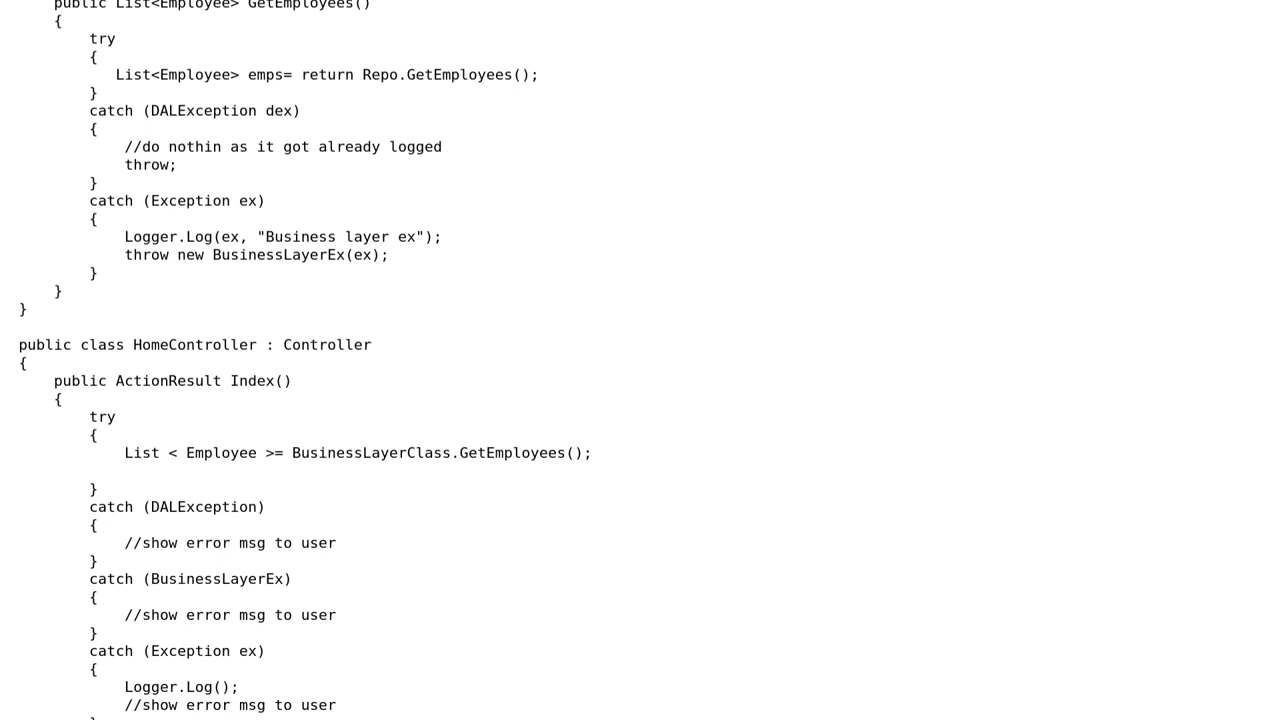 public List<Employee> GetEmployees()
{
try
{
List<Employee> emps= return Repo.GetEmployees();
}
catch (DALException dex)
{
//do nothin as it got already logged
throw;
}
catch (Exception ex)
{
Logger.Log(ex, "Business layer ex");
throw new BusinessLayerEx(ex);
}
}
}
public class HomeController : Controller
{
public ActionResult Index()
{
try
{
List < Employee >= BusinessLayerClass.GetEmployees();
}
catch (DALException)
{
//show error msg to user
}
catch (BusinessLayerEx)
{
//show error msg to user
}
catch (Exception ex)
{
Logger.Log();
//show error msg to user
}